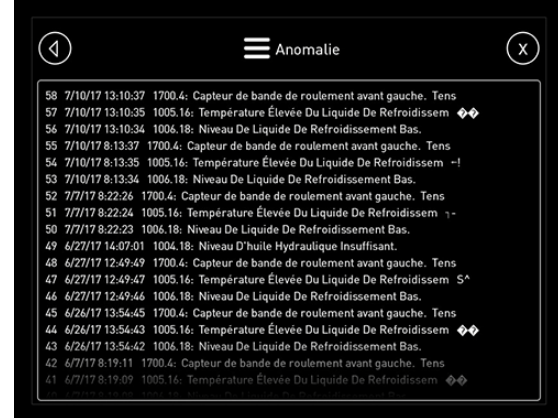 Anomalie
X
58 7/10/17 13:10:37 1700.4: Capteur de bande de roulement avant gauche. Tens
57 7/10/17 13:10:35 1005.16: Température Élevée Du Liquide De Refroidissem ��
56 7/10/17 13:10:34 1006.18: Niveau De Liquide De Refroidissement Bas.
55 7/10/17 8:13:37 1700.4: Capteur de bande de roulement avant gauche. Tens
54 7/10/17 8:13:35 1005.16: Température Élevée Du Liquide De Refroidissem ¬!
53 7/10/17 8:13:34 1006.18: Niveau De Liquide De Refroidissement Bas.
52 7/7/17 8:22:26 1700.4: Capteur de bande de roulement avant gauche. Tens
51 7/7/17 8:22:24 1005.16: Température Élevée Du Liquide De Refroidissem ┐-
50 7/7/17 8:22:23 1006.18: Niveau De Liquide De Refroidissement Bas.
49 6/27/17 14:07:01 1004.18: Niveau D'huile Hydraulique Insuffisant.
48 6/27/17 12:49:49 1700.4: Capteur de bande de roulement avant gauche. Tens
47 6/27/17 12:49:47 1005.16: Température Élevée Du Liquide De Refroidissem S^
46 6/27/17 12:49:46 1006.18: Niveau De Liquide De Refroidissement Bas.
45 6/26/17 13:54:45 1700.4: Capteur de bande de roulement avant gauche. Tens
44 6/26/17 13:54:43 1005.16: Température Élevée Du Liquide De Refroidissem ��
43 6/26/17 13:54:42 1006.18: Niveau De Liquide De Refroidissement Bas.
42 6/7/17 8:19:11 1700.4: Capteur de bande de roulement avant gauche. Tens
41 6/7/17 8:19:09 1005.16: Température Élevée Du Liquide De Refroidissem ��